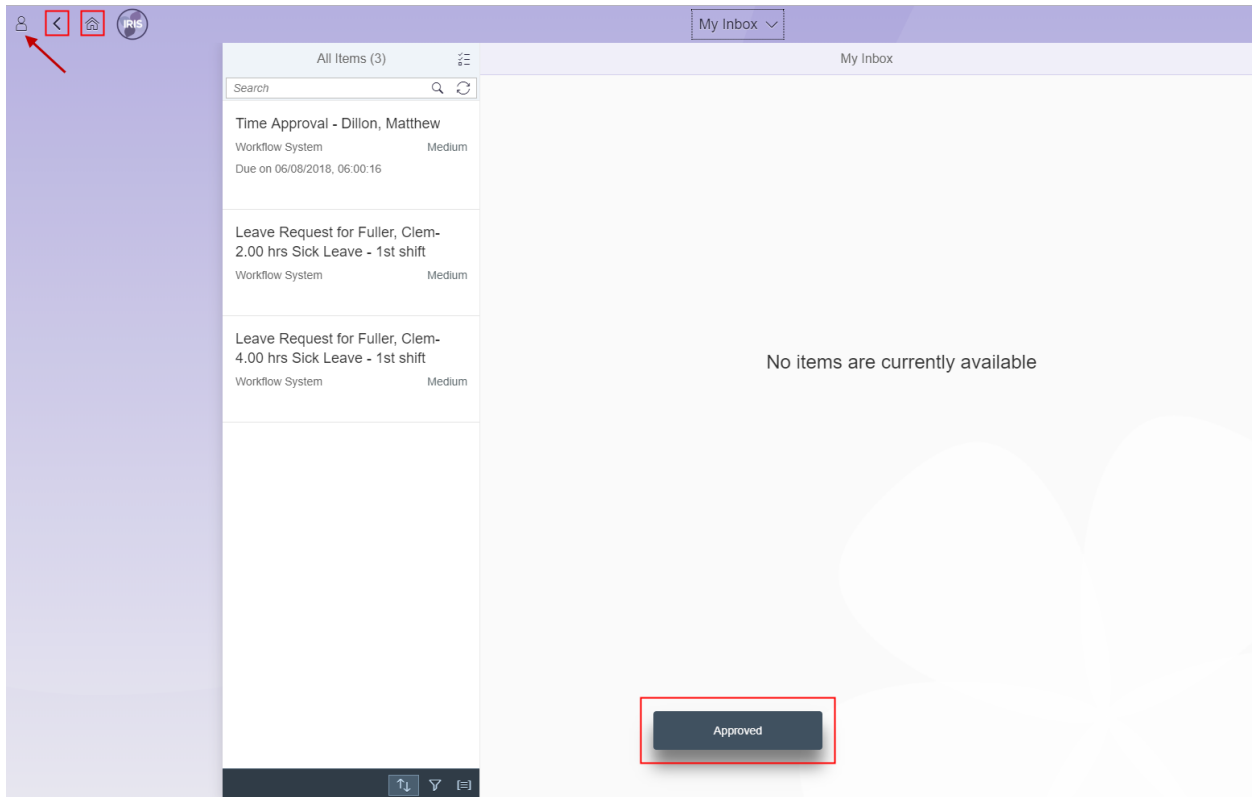 IRIS
My Inbox
All Items (3)
My Inbox
Search
Time Approval - Dillon, Matthew
Workflow System Medium
Due on 06/08/2018, 06:00:16
Leave Request for Fuller, Clem-
2.00 hrs Sick Leave - 1st shift
Workflow System Medium
Leave Request for Fuller, Clem-
4.00 hrs Sick Leave - 1st shift
Workflow System Medium
No items are currently available
Approved